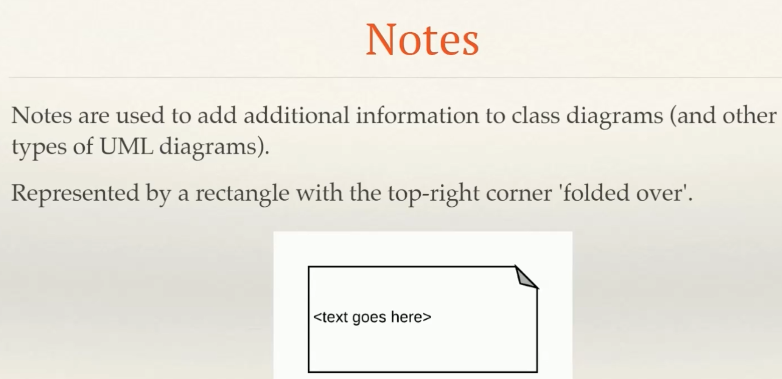 Notes
Notes are used to add additional information to class diagrams (and other
types of UML diagrams).
Represented by a rectangle with the top-right corner 'folded over'.
<text goes here>